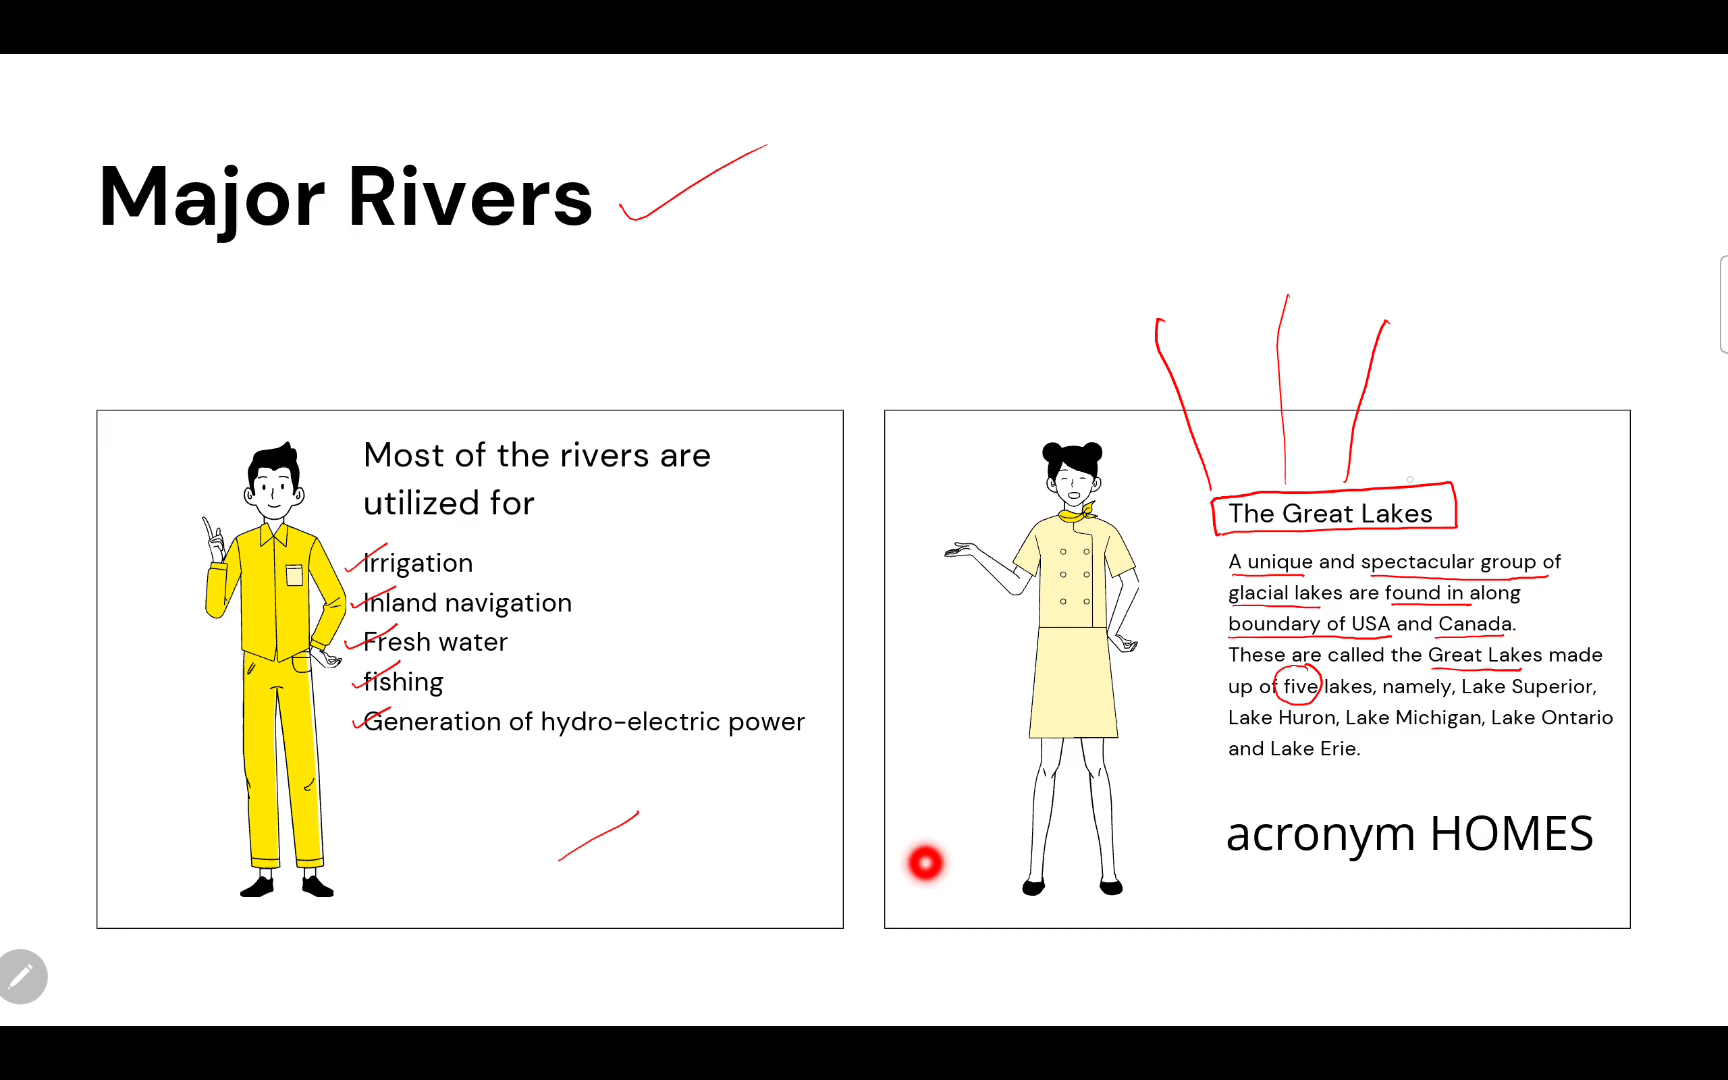 Major Rivers
Most of the rivers are
utilized for
Irrigation
Inland navigation
Fresh water
fishing
Generation of hydro-electric power
The Great Lakes
A unique and spectacular group of
glacial lakes are found in along
boundary of USA and Canada.
These are called the Great Lakes made
up of five lakes, namely, Lake Superior,
Lake Huron, Lake Michigan, Lake Ontario
and Lake Erie.
acronym HOMES